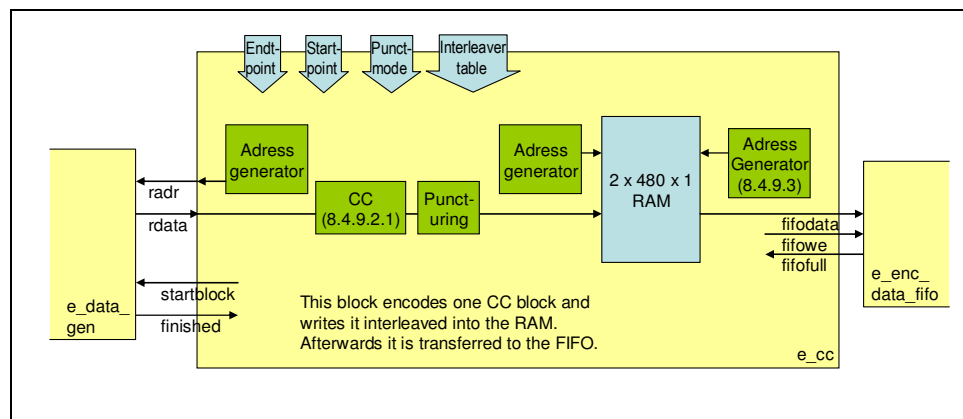 Endt-
point
Start-
point
Punct-
mode
Interleaver
table
Adress
generator
Adress
generator
2 x 480 x 1
RAM
Adress
Generator
(8.4.9.3)
radr
rdata
CC
(8.4.9.2.1)
Punct-
uring
fifodata
fifowe
fifofull
startblock
finished
e_data_
gen
e_enc_
data_fifo
This block encodes one CC block and
writes it interleaved into the RAM.
Afterwards it is transferred to the FIFO.
e_cc